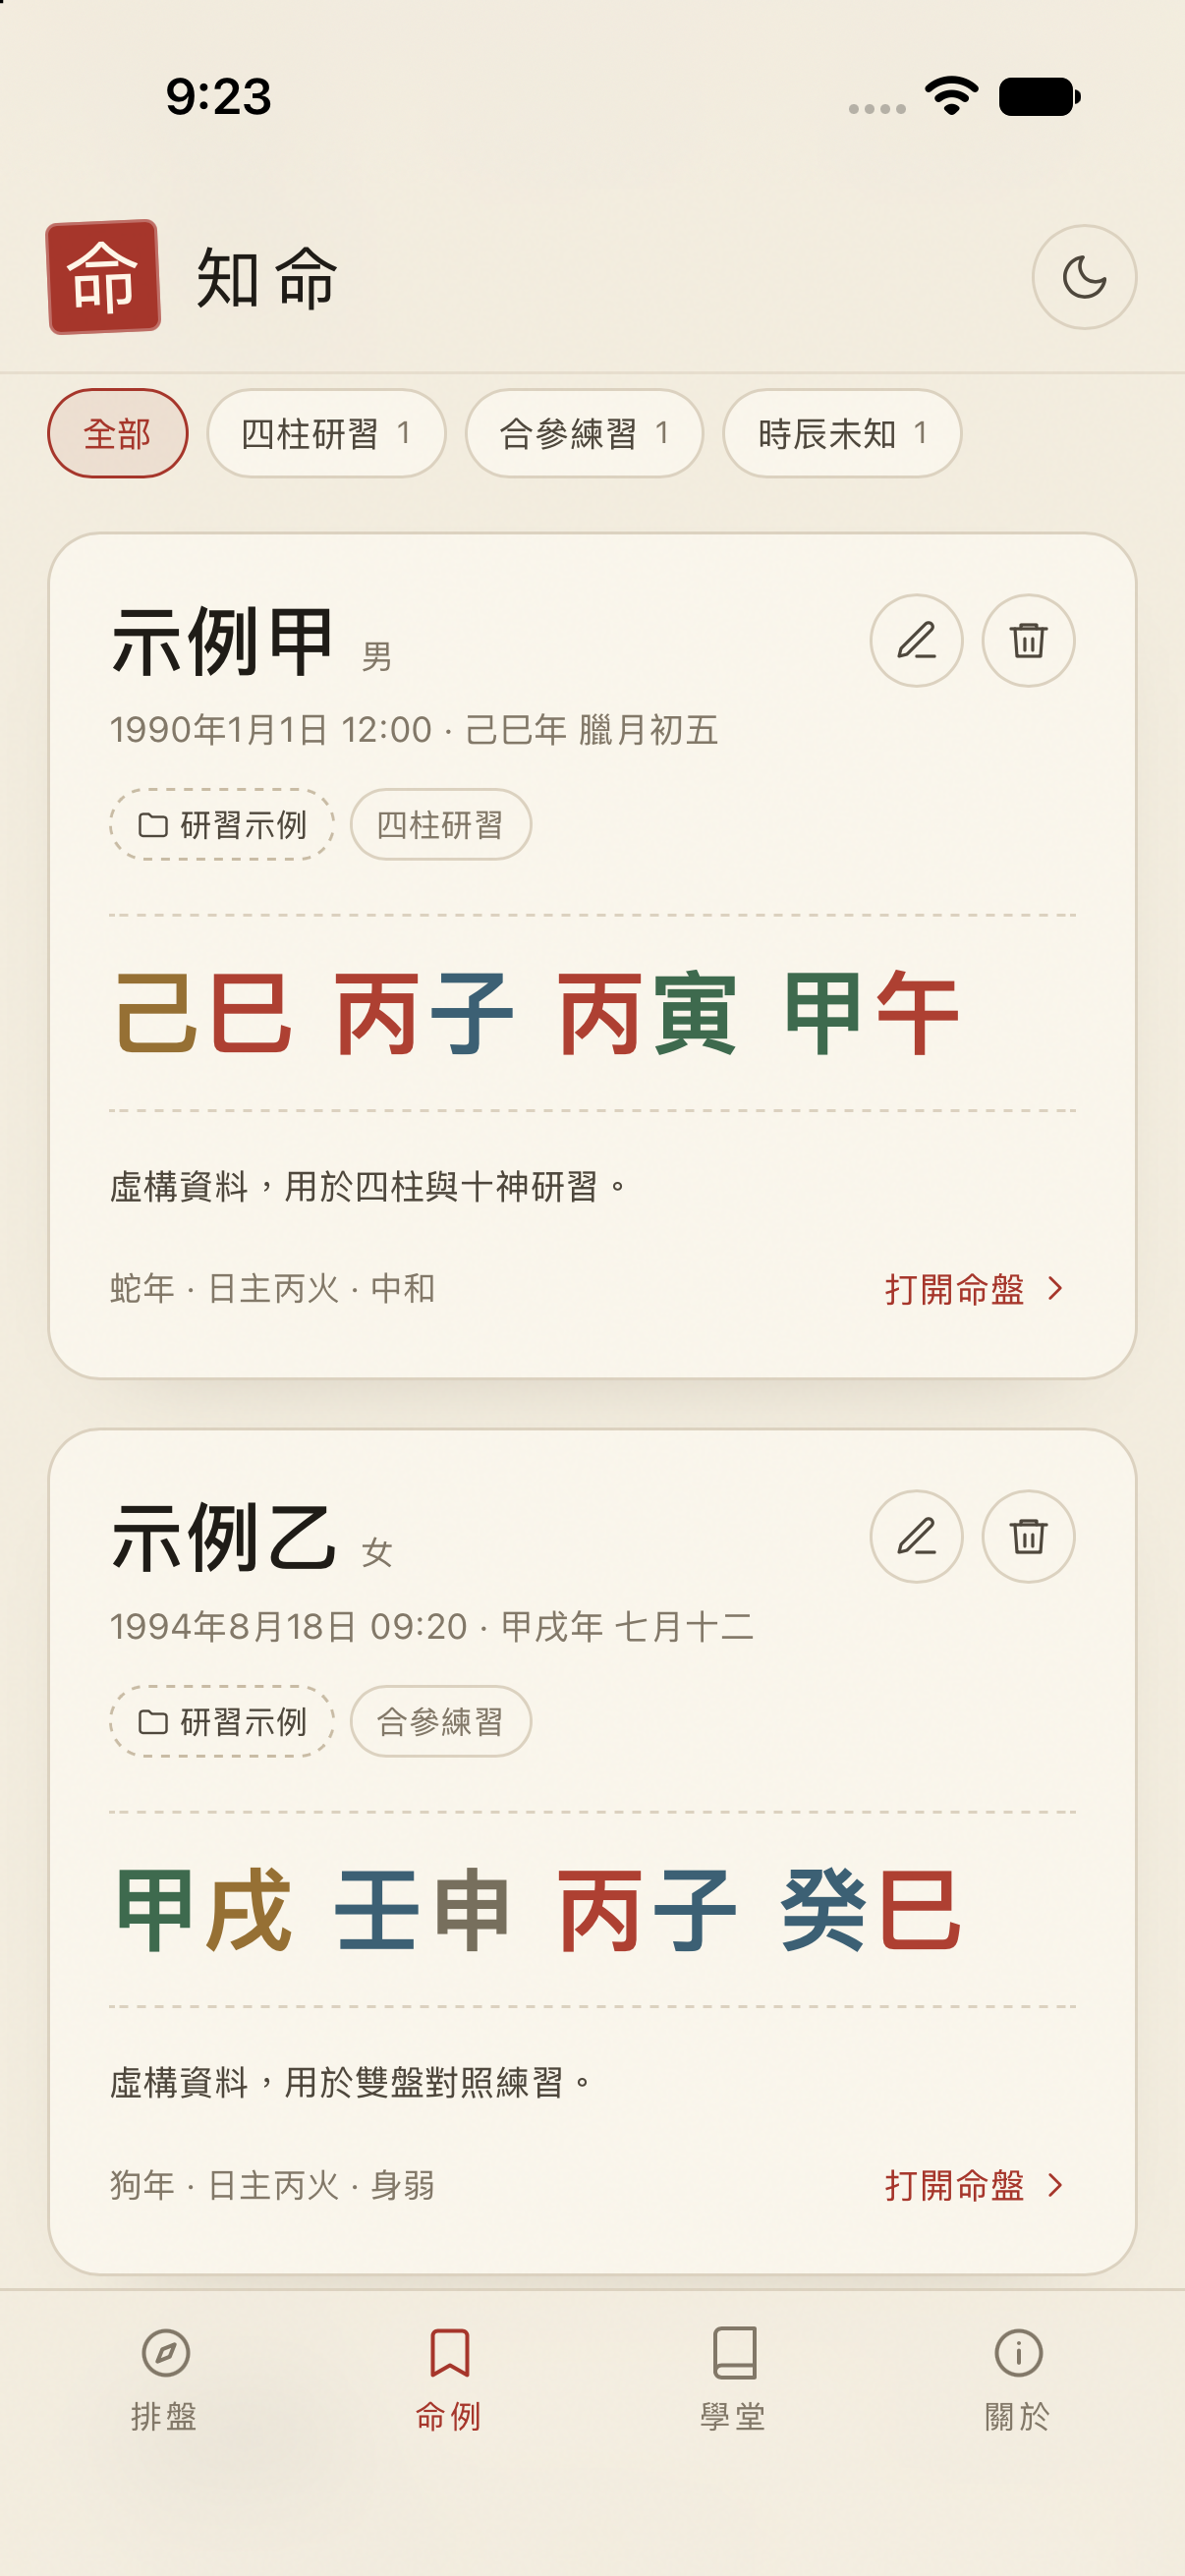 9:23
命 知命
全部 四柱研習 1 合參練習 1 時辰未知 1
示例甲 男
1990年1月1日 12:00 · 己巳年 臘月初五
研習示例 四柱研習
己巳 丙子 丙寅 甲午
虛構資料，用於四柱與十神研習。
蛇年 · 日主丙火 · 中和 打開命盤
示例乙 女
1994年8月18日 09:20 · 甲戌年 七月十二
研習示例 合參練習
甲戌 壬申 丙子 癸巳
虛構資料，用於雙盤對照練習。
狗年 · 日主丙火 · 身弱 打開命盤
排盤 命例 學堂 關於